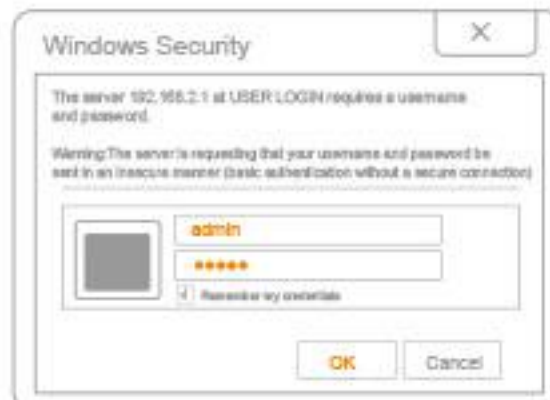 Windows Security
The server 192.168.2.1 at USER LOGIN requires a username
and password.
Warning:The server is requesting that your username and password be
sent in an insecure manner (basic authentication without a secure connection)
admin
●●●●●
Remember my credentials
OK
Cancel